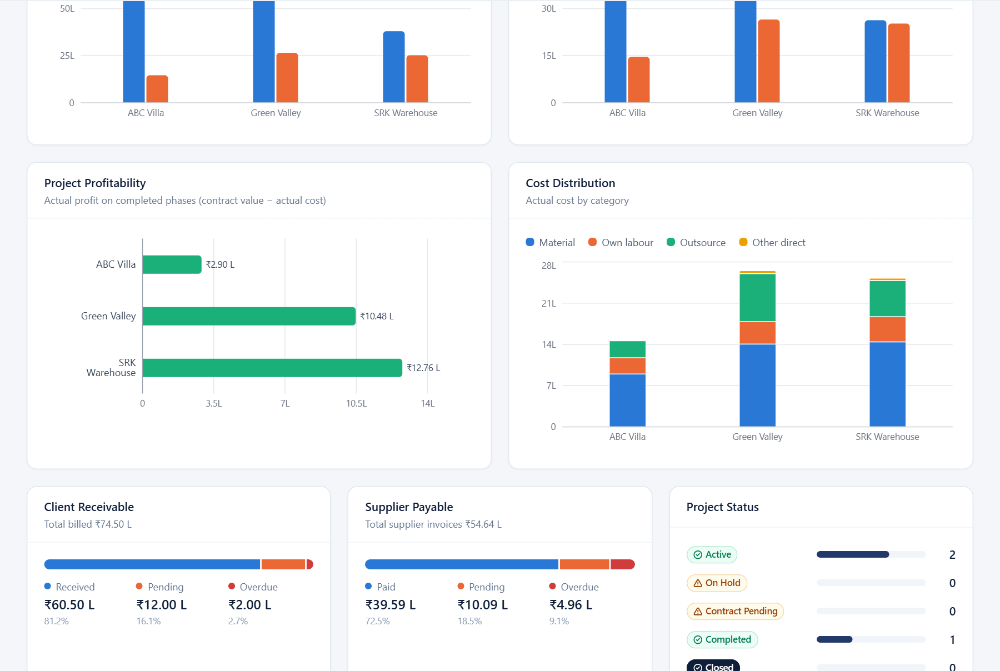 50L
25L
0
ABC Villa
Green Valley
SRK Warehouse
30L
15L
0
ABC Villa
Green Valley
SRK Warehouse
Project Profitability
Actual profit on completed phases (contract value − actual cost)
ABC Villa
₹2.90 L
Green Valley
₹10.48 L
SRK
Warehouse
₹12.76 L
0
3.5L
7L
10.5L
14L
Cost Distribution
Actual cost by category
Material
Own labour
Outsource
Other direct
28L
21L
14L
7L
0
ABC Villa
Green Valley
SRK Warehouse
Client Receivable
Total billed ₹74.50 L
Received
₹60.50 L
81.2%
Pending
₹12.00 L
16.1%
Overdue
₹2.00 L
2.7%
Supplier Payable
Total supplier invoices ₹54.64 L
Paid
₹39.59 L
72.5%
Pending
₹10.09 L
18.5%
Overdue
₹4.96 L
9.1%
Project Status
Active 2
On Hold 0
Contract Pending 0
Completed 1
Closed 0